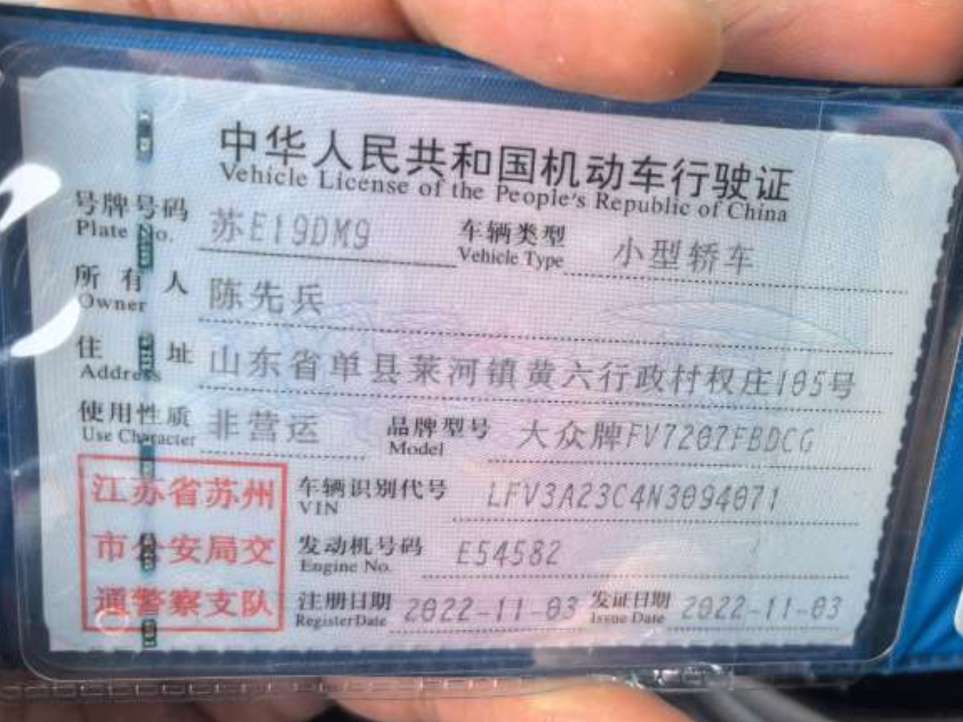 中华人民共和国机动车行驶证
Vehicle License of the People's Republic of China
号牌号码 苏E19DM9 车辆类型 小型轿车
Plate No. Vehicle Type
所有人 陈先兵
Owner
住址 山东省单县莱河镇黄六行政村权庄105号
Address
使用性质 非营运 品牌型号 大众牌FV7207FBDCG
Use Character Model
江苏省苏州 车辆识别代号 LFV3A23C4N3094071
VIN
市公安局交 发动机号码 E54582
Engine No.
通警察支队 注册日期 2022-11-03 发证日期 2022-11-03
Register Date Issue Date